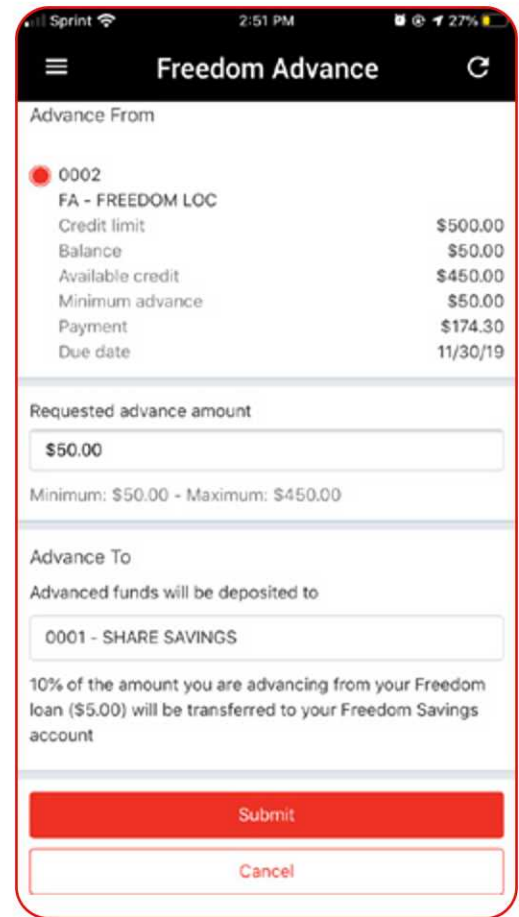 Sprint 2:51 PM 27%
Freedom Advance
Advance From
0002
FA - FREEDOM LOC
Credit limit $500.00
Balance $50.00
Available credit $450.00
Minimum advance $50.00
Payment $174.30
Due date 11/30/19
Requested advance amount
$50.00
Minimum: $50.00 - Maximum: $450.00
Advance To
Advanced funds will be deposited to
0001 - SHARE SAVINGS
10% of the amount you are advancing from your Freedom
loan ($5.00) will be transferred to your Freedom Savings
account
Submit
Cancel